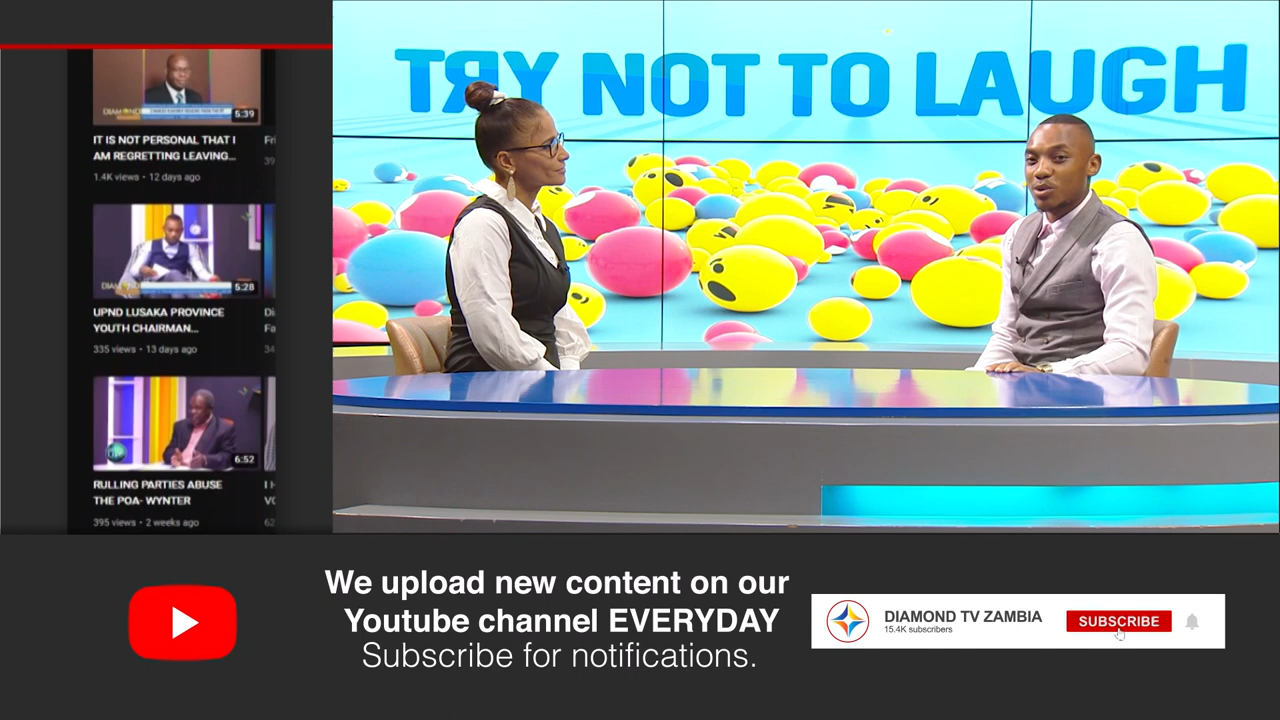 TRY NOT TO LAUGH
5:39
IT IS NOT PERSONAL THAT I
AM REGRETTING LEAVING...
1.4K views • 12 days ago
5:28
UPND LUSAKA PROVINCE
YOUTH CHAIRMAN...
335 views • 13 days ago
6:52
RULLING PARTIES ABUSE
THE POA- WYNTER
395 views • 2 weeks ago
We upload new content on our
Youtube channel EVERYDAY
Subscribe for notifications.
DIAMOND TV ZAMBIA
15.4K subscribers
SUBSCRIBE